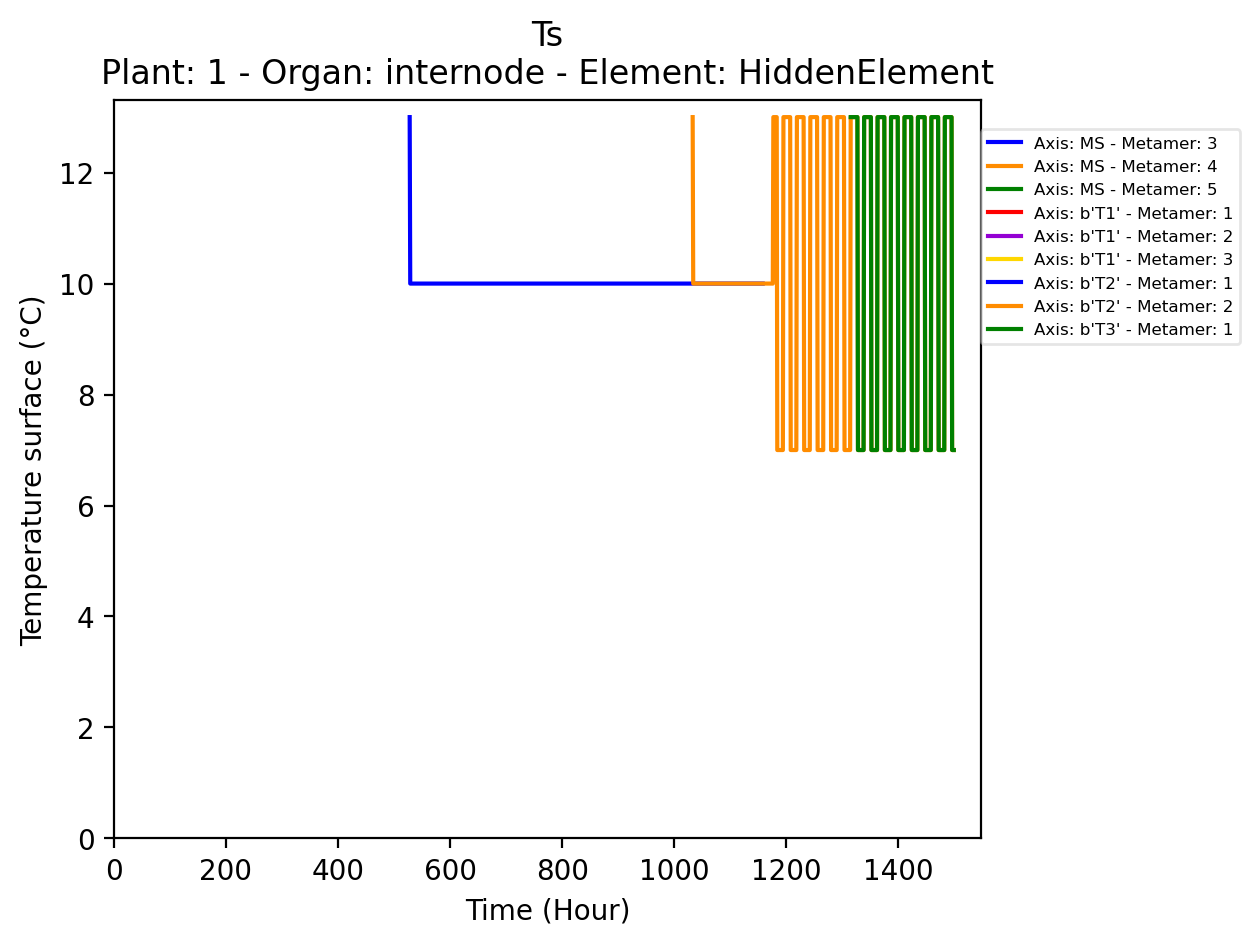 Ts
Plant: 1 - Organ: internode - Element: HiddenElement
Temperature surface (°C)
12
10
8
6
4
2
0
0 200 400 600 800 1000 1200 1400
Time (Hour)
Axis: MS - Metamer: 3
Axis: MS - Metamer: 4
Axis: MS - Metamer: 5
Axis: b'T1' - Metamer: 1
Axis: b'T1' - Metamer: 2
Axis: b'T1' - Metamer: 3
Axis: b'T2' - Metamer: 1
Axis: b'T2' - Metamer: 2
Axis: b'T3' - Metamer: 1